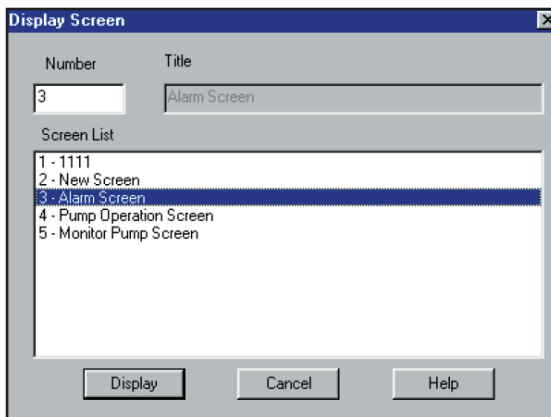 Display Screen
Number Title
3 Alarm Screen
Screen List
1 - 1111
2 - New Screen
3 - Alarm Screen
4 - Pump Operation Screen
5 - Monitor Pump Screen
Display Cancel Help